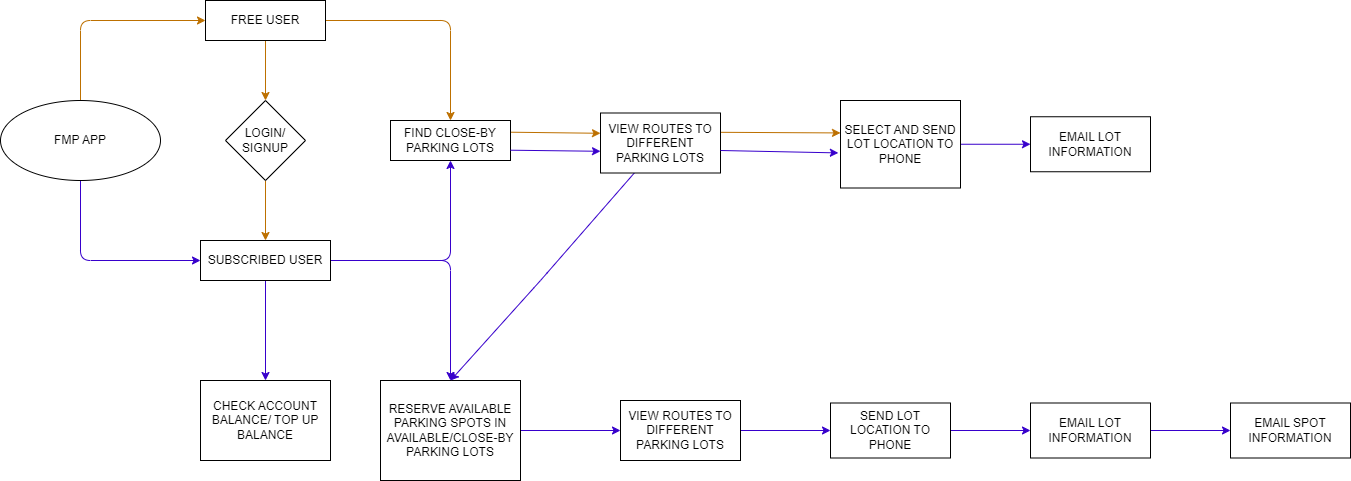 FREE USER
FMP APP
LOGIN/
SIGNUP
FIND CLOSE-BY
PARKING LOTS
VIEW ROUTES TO
DIFFERENT
PARKING LOTS
SELECT AND SEND
LOT LOCATION TO
PHONE
EMAIL LOT
INFORMATION
SUBSCRIBED USER
CHECK ACCOUNT
BALANCE/ TOP UP
BALANCE
RESERVE AVAILABLE
PARKING SPOTS IN
AVAILABLE/CLOSE-BY
PARKING LOTS
VIEW ROUTES TO
DIFFERENT
PARKING LOTS
SEND LOT
LOCATION TO
PHONE
EMAIL LOT
INFORMATION
EMAIL SPOT
INFORMATION